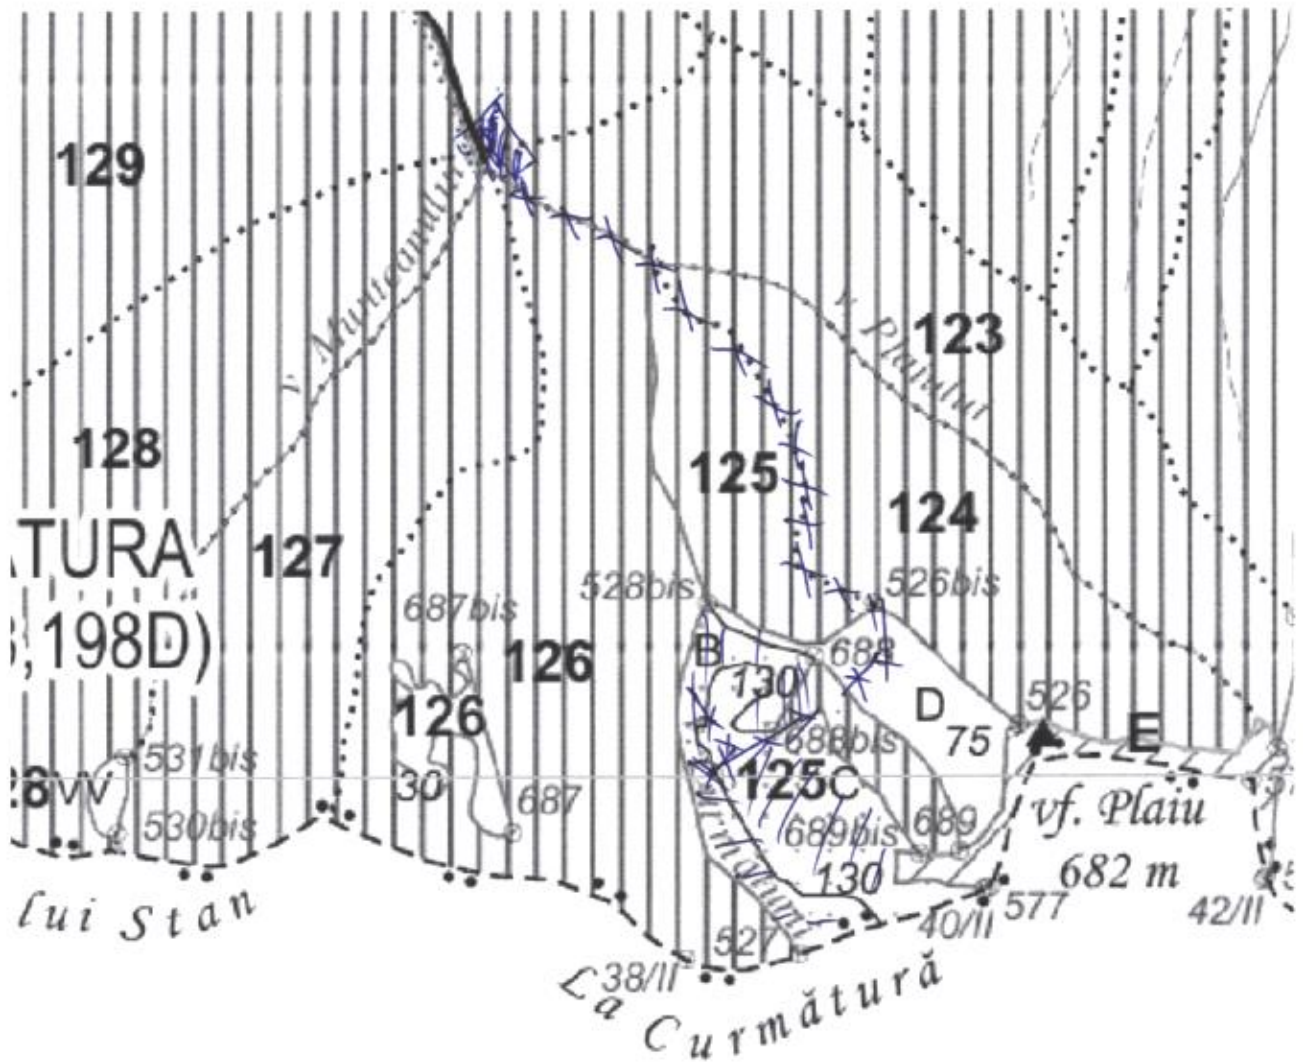 129
v. Munteanului
v. Plaiului
123
128
125
124
TURA
127
528bis
526bis
687bis
,198D)
126
B
688
130
D
526
126
75
E
688bis
531bis
125C
28VV
30
687
vf. Plaiu
689bis
689
530bis
682 m
130
577
lui Stan
40/II
42/II
527
38/II
La Curmătură